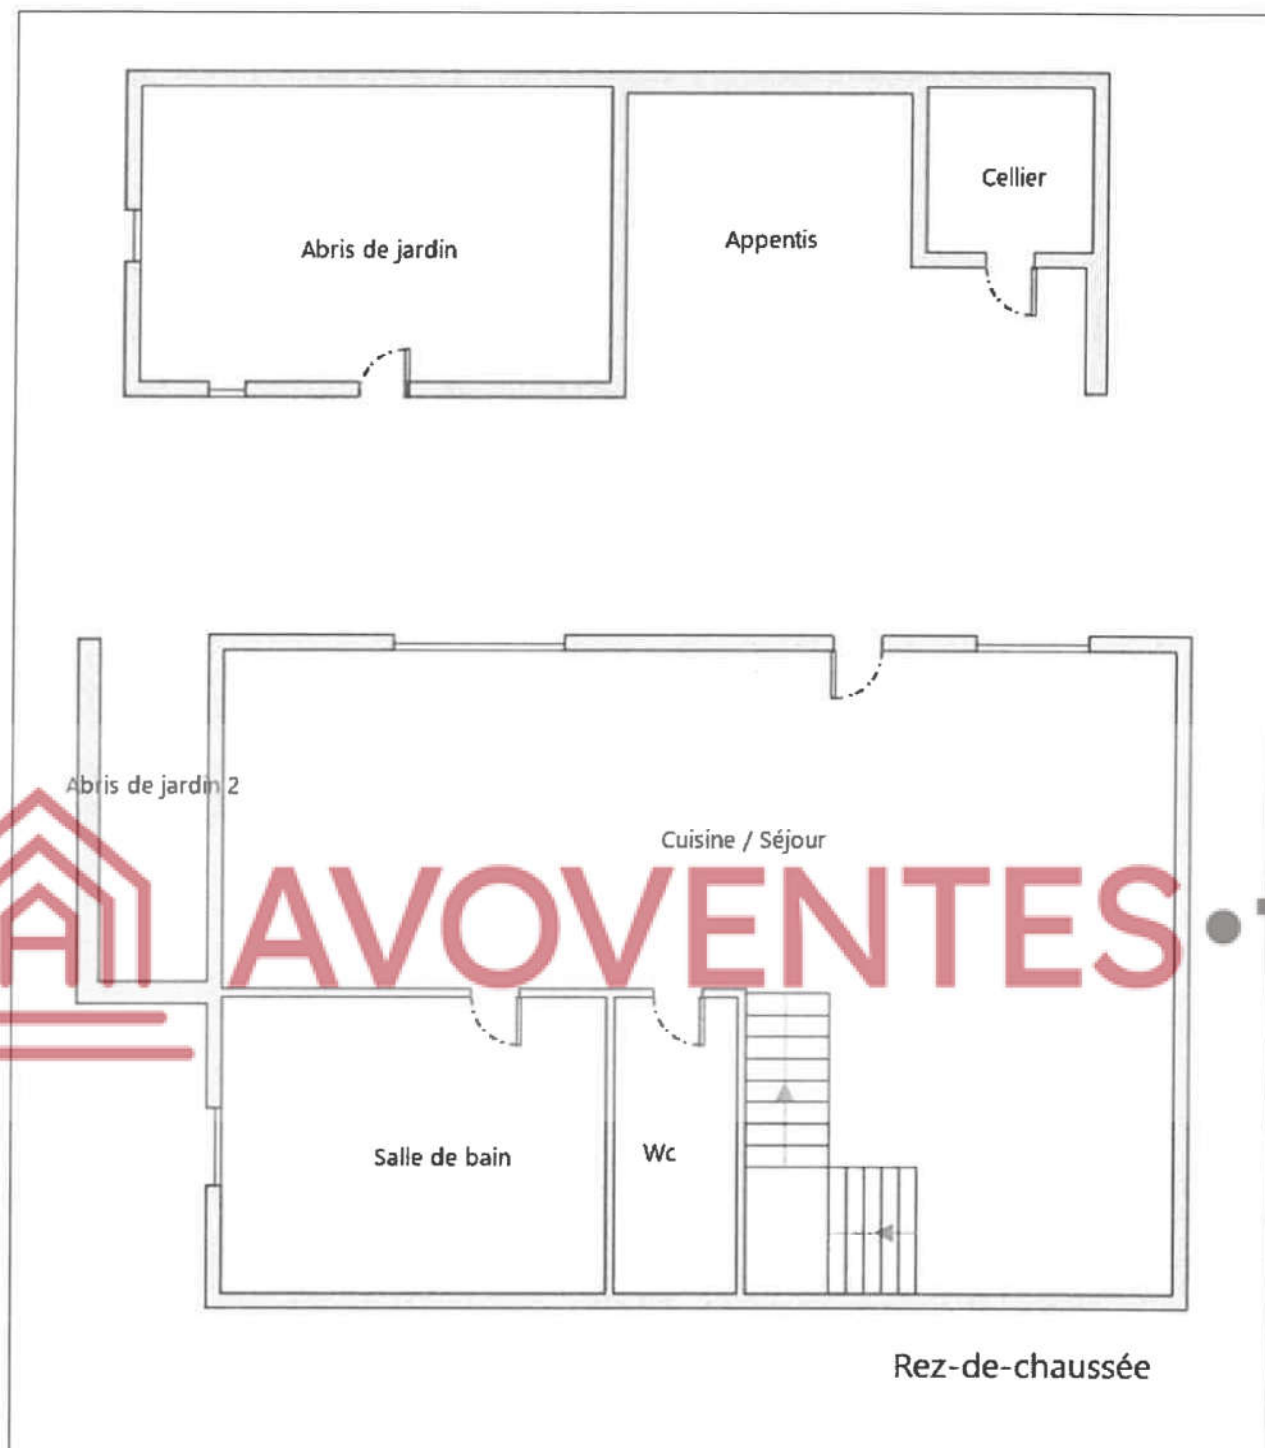 Cellier
Appentis
Abris de jardin
Abris de jardin 2
Cuisine / Séjour
AVOVENTES
Salle de bain
Wc
Rez-de-chaussée